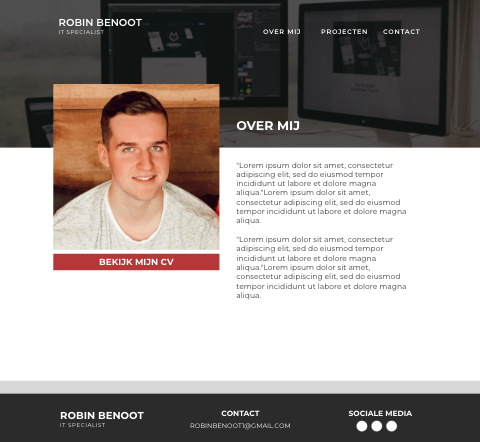 ROBIN BENOOT
IT SPECIALIST
OVER MIJ PROJECTEN CONTACT
OVER MIJ
"Lorem ipsum dolor sit amet, consectetur
adipiscing elit, sed do eiusmod tempor
incididunt ut labore et dolore magna
aliqua."Lorem ipsum dolor sit amet,
consectetur adipiscing elit, sed do eiusmod
tempor incididunt ut labore et dolore magna
aliqua.
"Lorem ipsum dolor sit amet, consectetur
adipiscing elit, sed do eiusmod tempor
incididunt ut labore et dolore magna
aliqua."Lorem ipsum dolor sit amet,
consectetur adipiscing elit, sed do eiusmod
tempor incididunt ut labore et dolore magna
aliqua.
BEKIJK MIJN CV
ROBIN BENOOT
IT SPECIALIST
CONTACT
ROBINBENOOT1@GMAIL.COM
SOCIALE MEDIA